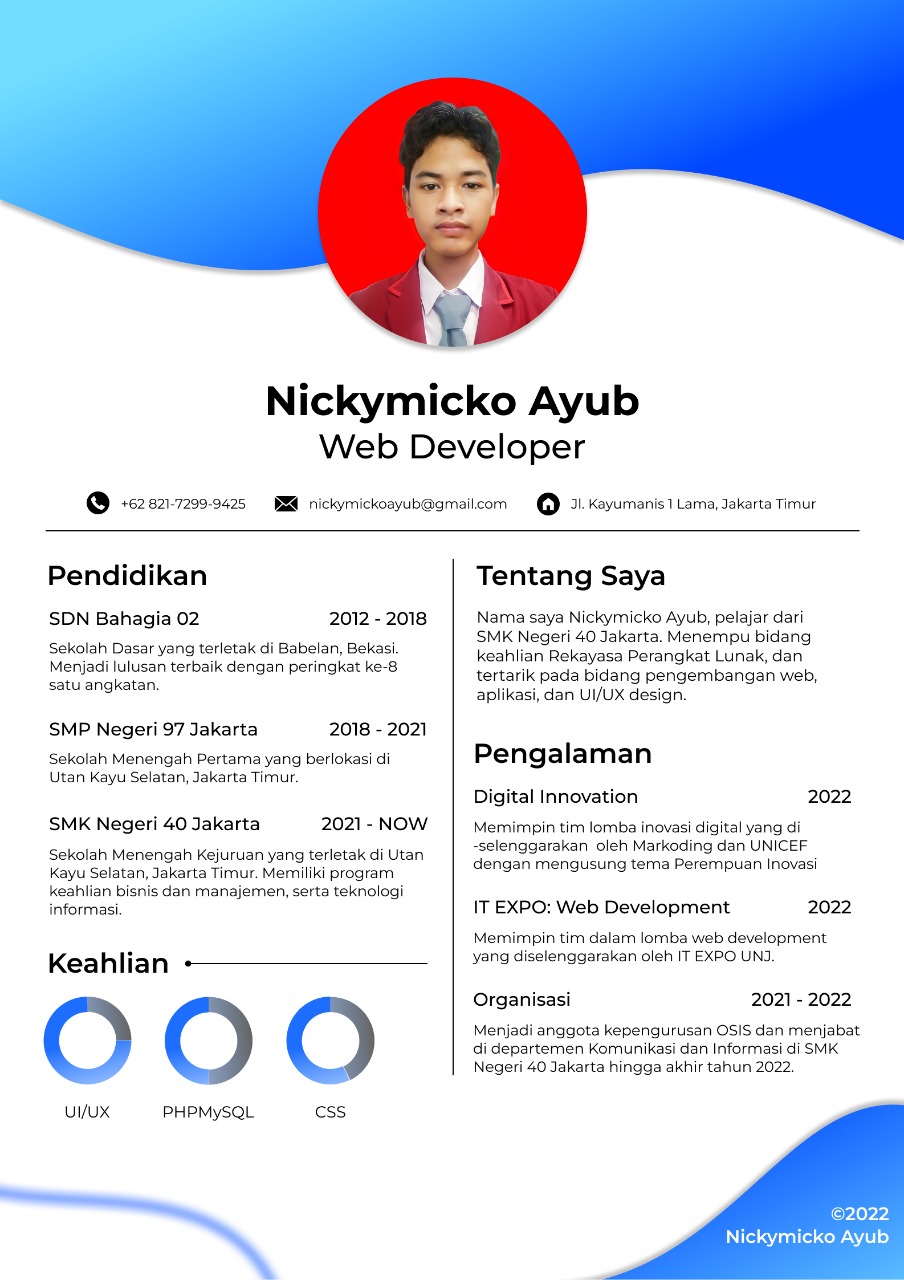 Nickymicko Ayub
Web Developer
+62 821-7299-9425
nickymickoayub@gmail.com
Jl. Kayumanis 1 Lama, Jakarta Timur
Pendidikan
SDN Bahagia 02 2012 - 2018
Sekolah Dasar yang terletak di Babelan, Bekasi.
Menjadi lulusan terbaik dengan peringkat ke-8
satu angkatan.
SMP Negeri 97 Jakarta 2018 - 2021
Sekolah Menengah Pertama yang berlokasi di
Utan Kayu Selatan, Jakarta Timur.
SMK Negeri 40 Jakarta 2021 - NOW
Sekolah Menengah Kejuruan yang terletak di Utan
Kayu Selatan, Jakarta Timur. Memiliki program
keahlian bisnis dan manajemen, serta teknologi
informasi.
Keahlian
UI/UX
PHPMySQL
CSS
Tentang Saya
Nama saya Nickymicko Ayub, pelajar dari
SMK Negeri 40 Jakarta. Menempu bidang
keahlian Rekayasa Perangkat Lunak, dan
tertarik pada bidang pengembangan web,
aplikasi, dan UI/UX design.
Pengalaman
Digital Innovation 2022
Memimpin tim lomba inovasi digital yang di
-selenggarakan  oleh Markoding dan UNICEF
dengan mengusung tema Perempuan Inovasi
IT EXPO: Web Development 2022
Memimpin tim dalam lomba web development
yang diselenggarakan oleh IT EXPO UNJ.
Organisasi 2021 - 2022
Menjadi anggota kepengurusan OSIS dan menjabat
di departemen Komunikasi dan Informasi di SMK
Negeri 40 Jakarta hingga akhir tahun 2022.
©2022
Nickymicko Ayub